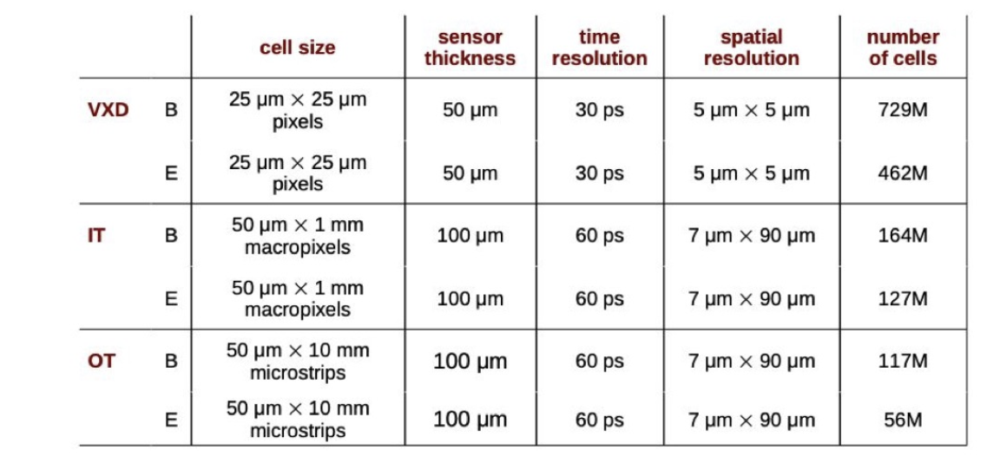 cell size sensor thickness time resolution spatial resolution number of cells
VXD B 25 µm × 25 µm pixels 50 µm 30 ps 5 µm × 5 µm 729M
E 25 µm × 25 µm pixels 50 µm 30 ps 5 µm × 5 µm 462M
IT B 50 µm × 1 mm macropixels 100 µm 60 ps 7 µm × 90 µm 164M
E 50 µm × 1 mm macropixels 100 µm 60 ps 7 µm × 90 µm 127M
OT B 50 µm × 10 mm microstrips 100 µm 60 ps 7 µm × 90 µm 117M
E 50 µm × 10 mm microstrips 100 µm 60 ps 7 µm × 90 µm 56M